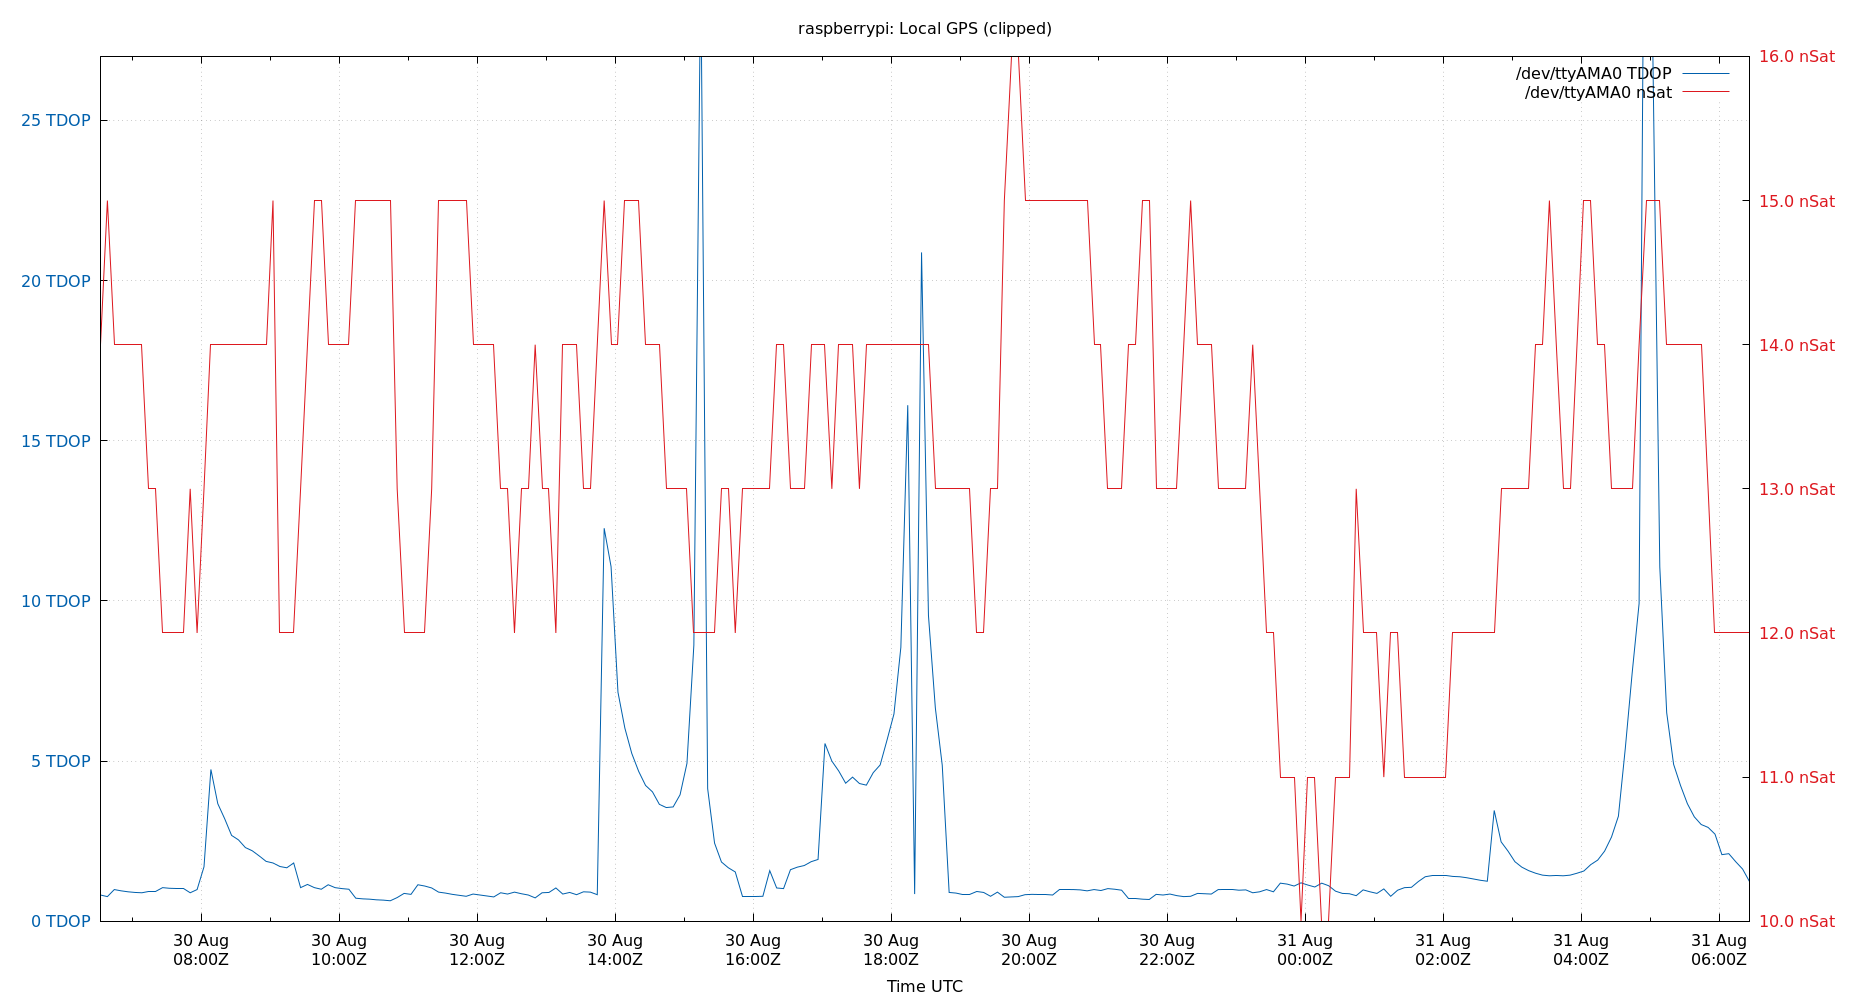 raspberrypi: Local GPS (clipped)
16.0 nSat
/dev/ttyAMA0 TDOP
/dev/ttyAMA0 nSat
25 TDOP
15.0 nSat
20 TDOP
14.0 nSat
15 TDOP
13.0 nSat
10 TDOP
12.0 nSat
5 TDOP
11.0 nSat
0 TDOP
10.0 nSat
30 Aug 30 Aug 30 Aug 30 Aug 30 Aug 30 Aug 30 Aug 30 Aug 31 Aug 31 Aug 31 Aug 31 Aug
08:00Z 10:00Z 12:00Z 14:00Z 16:00Z 18:00Z 20:00Z 22:00Z 00:00Z 02:00Z 04:00Z 06:00Z
Time UTC